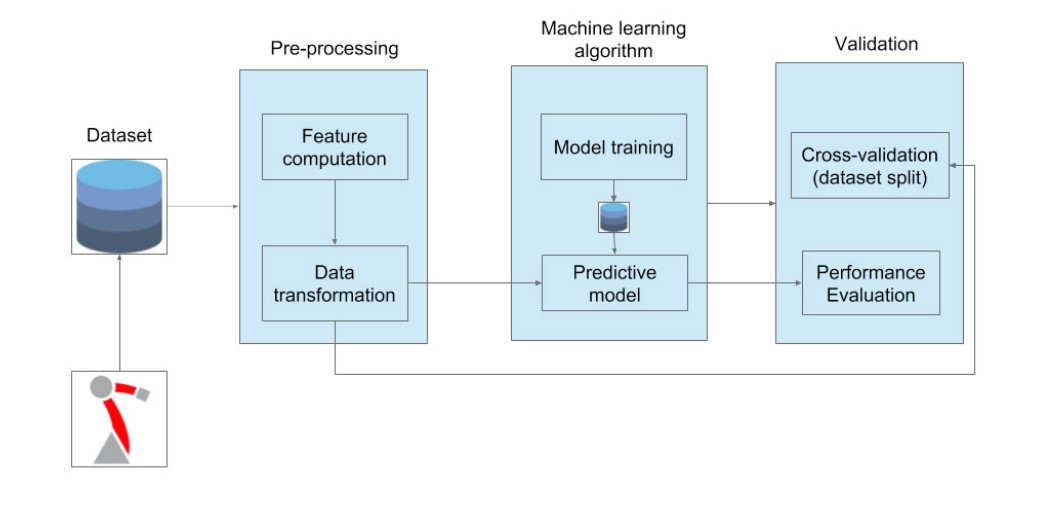 Pre-processing
Machine learning
algorithm
Validation
Dataset
Feature
computation
Data
transformation
Model training
Predictive
model
Cross-validation
(dataset split)
Performance
Evaluation